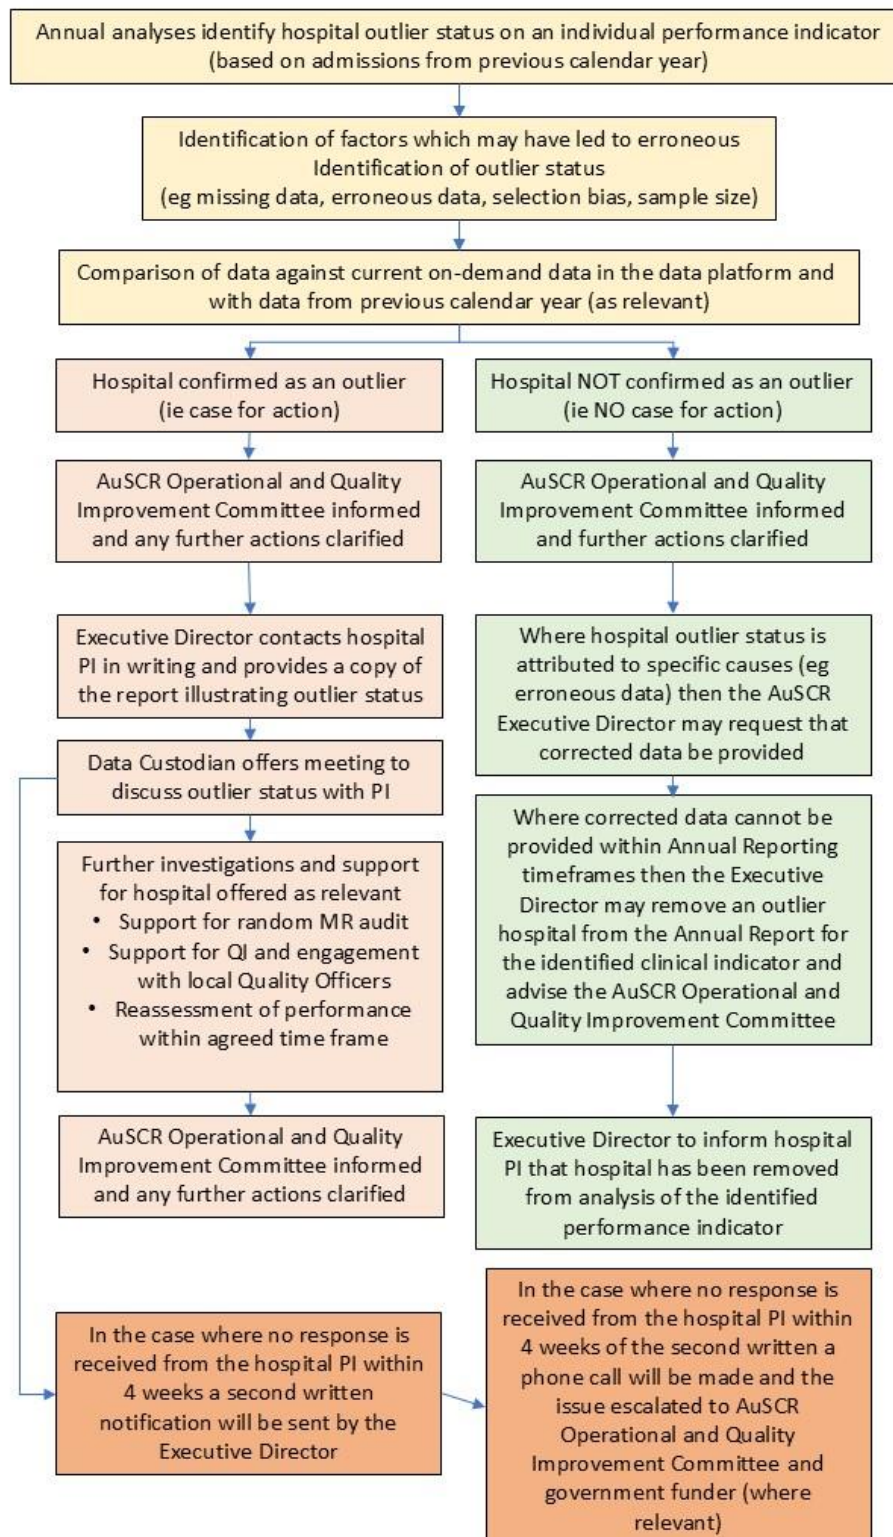 Annual analyses identify hospital outlier status on an individual performance indicator
(based on admissions from previous calendar year)
Identification of factors which may have led to erroneous
Identification of outlier status
(eg missing data, erroneous data, selection bias, sample size)
Comparison of data against current on-demand data in the data platform and
with data from previous calendar year (as relevant)
Hospital confirmed as an outlier
(ie case for action)
AuSCR Operational and Quality
Improvement Committee informed
and any further actions clarified
Executive Director contacts hospital
PI in writing and provides a copy of
the report illustrating outlier status
Data Custodian offers meeting to
discuss outlier status with PI
Further investigations and support
for hospital offered as relevant
• Support for random MR audit
• Support for QI and engagement
with local Quality Officers
• Reassessment of performance
within agreed time frame
AuSCR Operational and Quality
Improvement Committee informed
and any further actions clarified
Hospital NOT confirmed as an outlier
(ie NO case for action)
AuSCR Operational and Quality
Improvement Committee informed
and further actions clarified
Where hospital outlier status is
attributed to specific causes (eg
erroneous data) then the AuSCR
Executive Director may request that
corrected data be provided
Where corrected data cannot be
provided within Annual Reporting
timeframes then the Executive
Director may remove an outlier
hospital from the Annual Report for
the identified clinical indicator and
advise the AuSCR Operational and
Quality Improvement Committee
Executive Director to inform hospital
PI that hospital has been removed
from analysis of the identified
performance indicator
In the case where no response is
received from the hospital PI within
4 weeks a second written
notification will be sent by the
Executive Director
In the case where no response is
received from the hospital PI within
4 weeks of the second written a
phone call will be made and the
issue escalated to AuSCR
Operational and Quality
Improvement Committee and
government funder (where
relevant)